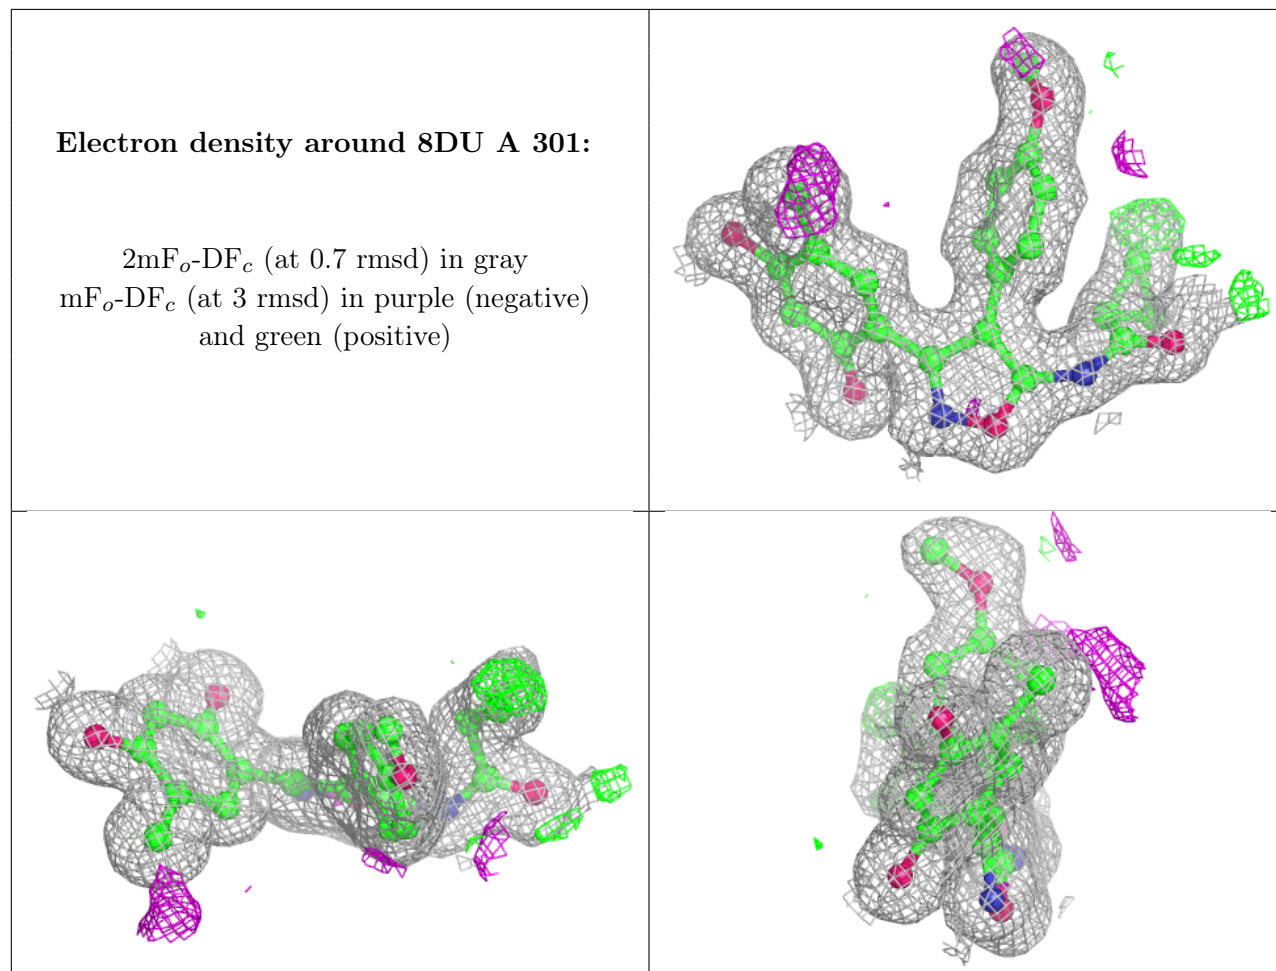 Electron density around 8DU A 301:
2mFo-DFc (at 0.7 rmsd) in gray
mFo-DFc (at 3 rmsd) in purple (negative)
and green (positive)